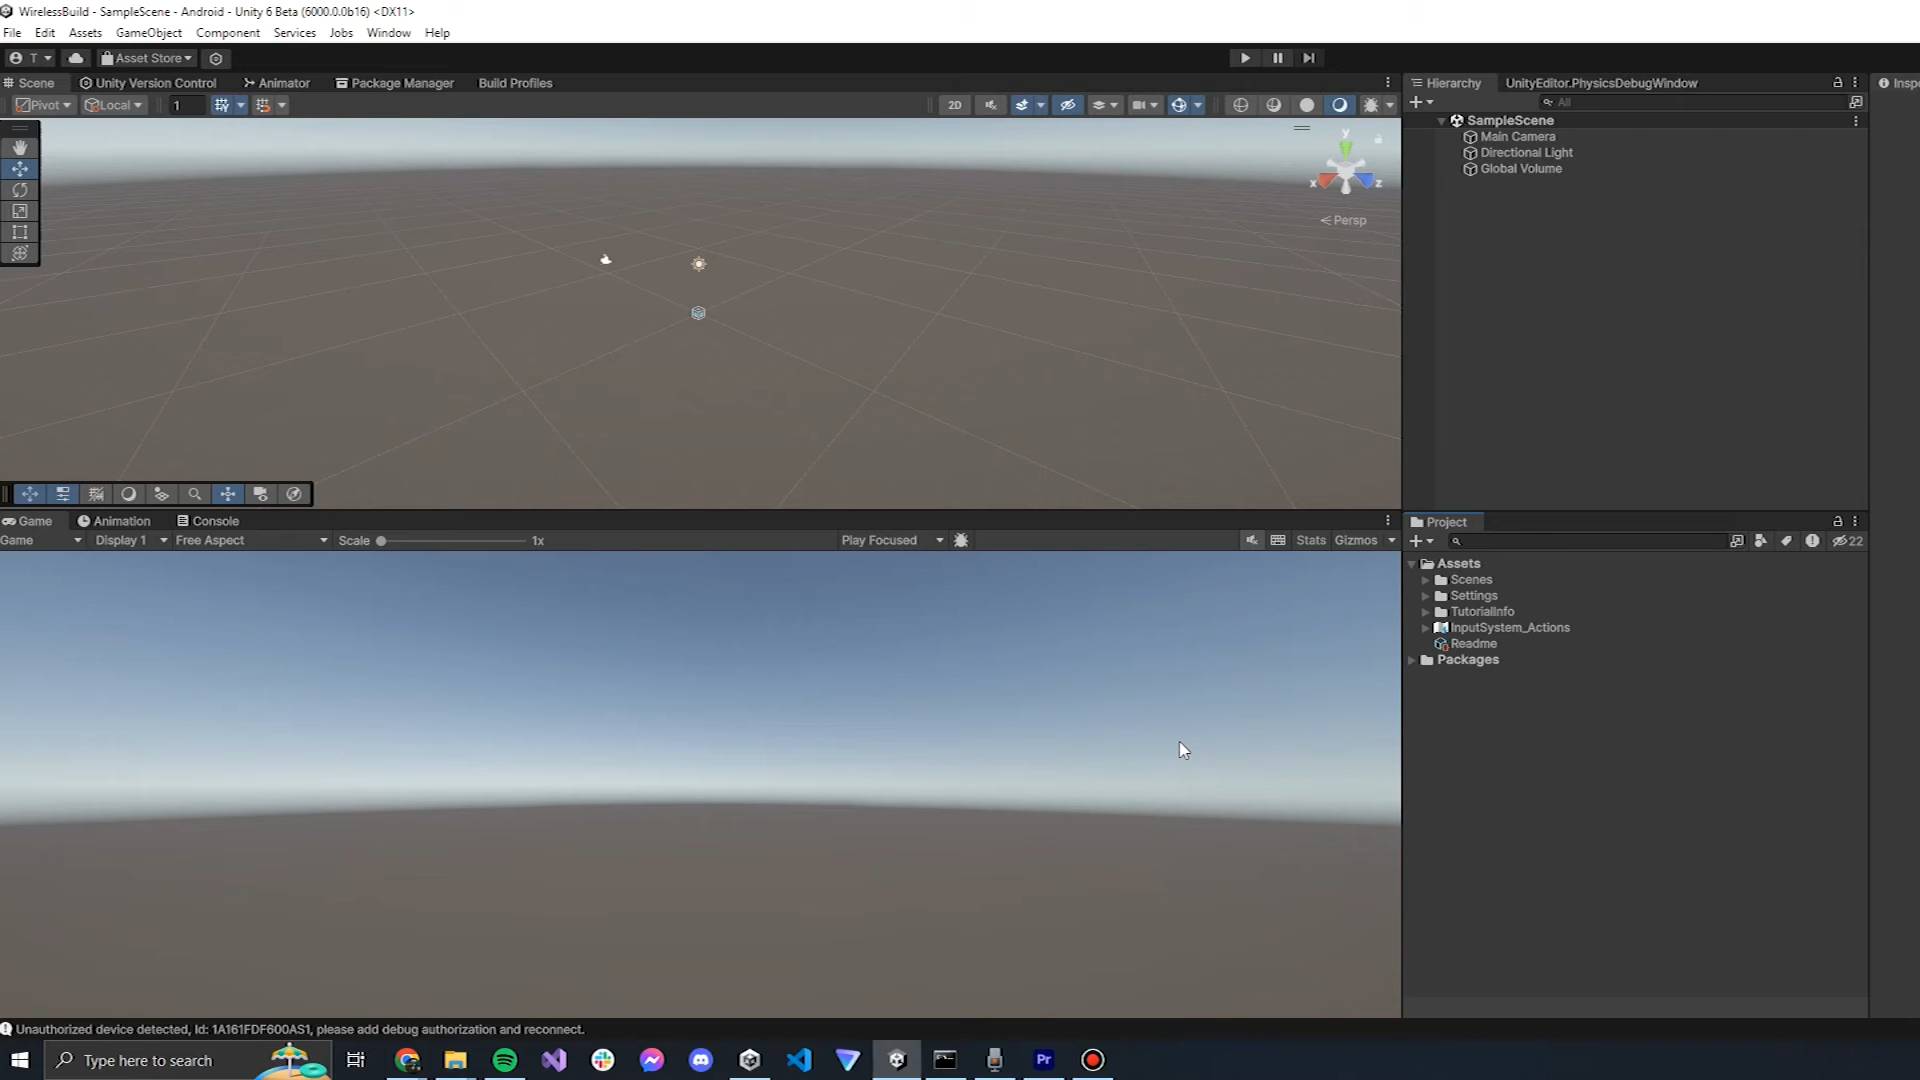 WirelessBuild - SampleScene - Android - Unity 6 Beta (6000.0.0b16) <DX11>
File Edit Assets GameObject Component Services Jobs Window Help
T Asset Store
Scene Unity Version Control Animator Package Manager Build Profiles
Pivot Local 1 2D
y
x z
Persp
Hierarchy UnityEditor.PhysicsDebugWindow
All
SampleScene
Main Camera
Directional Light
Global Volume
Inspe
Game Animation Console
Game Display 1 Free Aspect Scale 1x Play Focused Stats Gizmos
Project
22
Assets
Scenes
Settings
TutorialInfo
InputSystem_Actions
Readme
Packages
Unauthorized device detected, Id: 1A161FDF600AS1, please add debug authorization and reconnect.
Type here to search
Pr